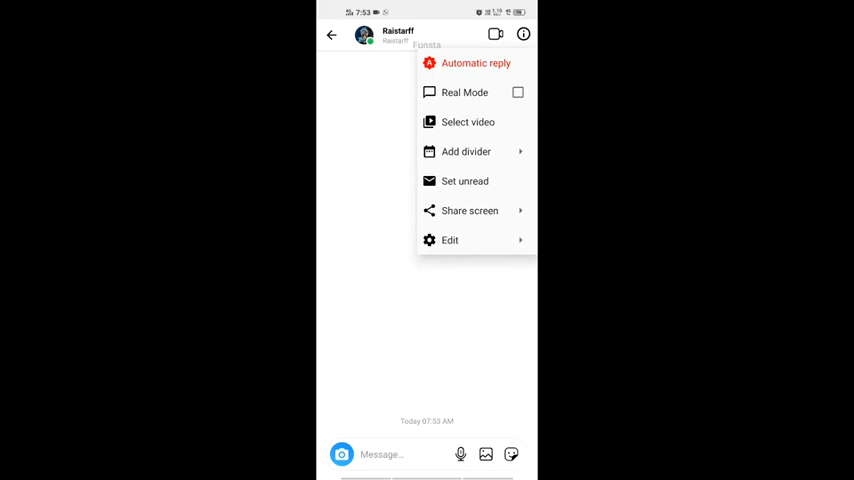 7:53
Raistarff
Raistarff
Funsta
Automatic reply
Real Mode
Select video
Add divider
Set unread
Share screen
Edit
Today 07:53 AM
Message...